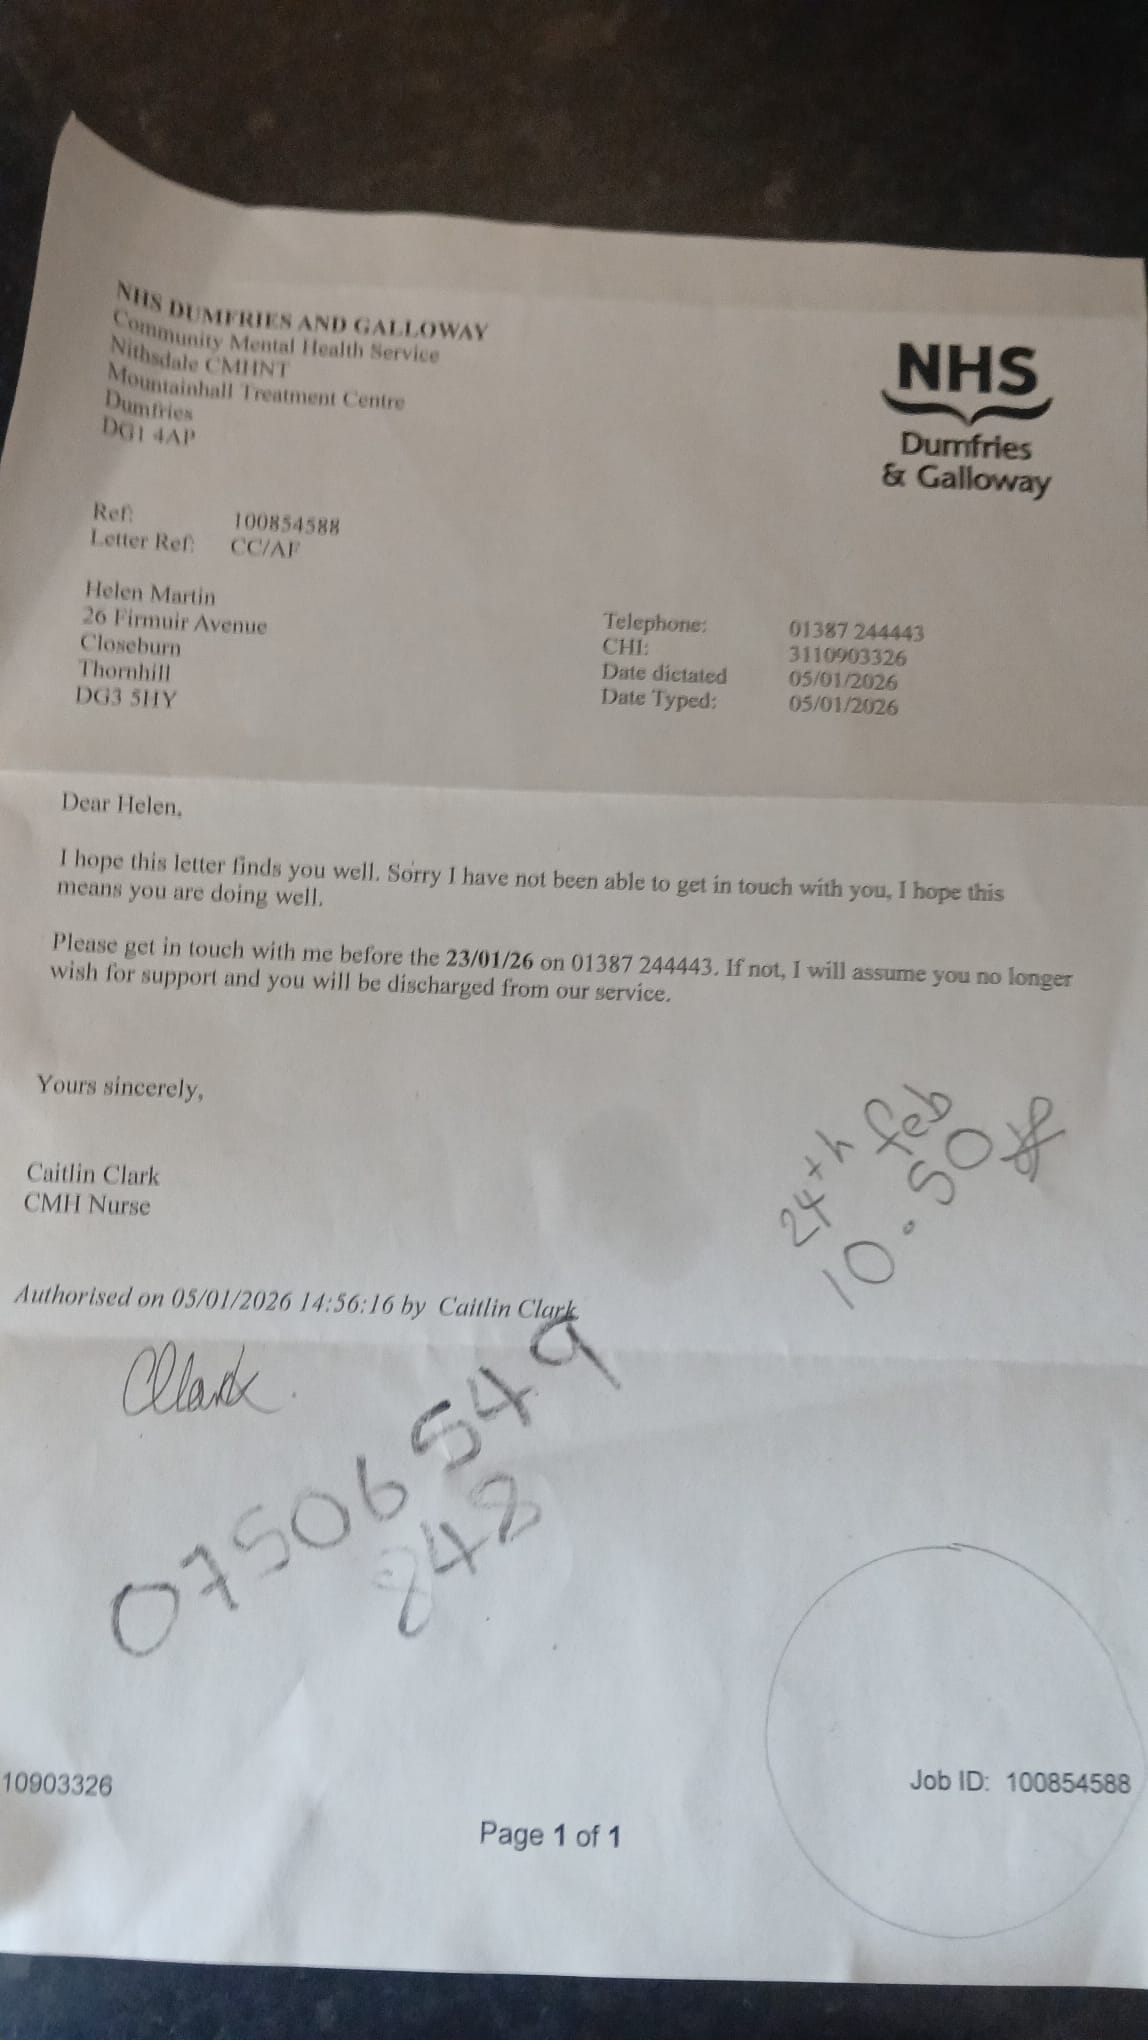 NHS DUMFRIES AND GALLOWAY
Community Mental Health Service
Nithsdale CMHNT
Mountainhall Treatment Centre
Dumfries
DG1 4AP
NHS
Dumfries
& Galloway
Ref: 100854588
Letter Ref: CC/AF
Helen Martin
26 Firmuir Avenue
Closeburn
Thornhill
DG3 5HY
Telephone: 01387 244443
CHI: 3110903326
Date dictated 05/01/2026
Date Typed: 05/01/2026
Dear Helen,
I hope this letter finds you well. Sorry I have not been able to get in touch with you, I hope this
means you are doing well.
Please get in touch with me before the 23/01/26 on 01387 244443. If not, I will assume you no longer
wish for support and you will be discharged from our service.
Yours sincerely,
Caitlin Clark
CMH Nurse
24th feb
10.50
Authorised on 05/01/2026 14:56:16 by Caitlin Clark
CClark
07506549
848
10903326
Job ID: 100854588
Page 1 of 1